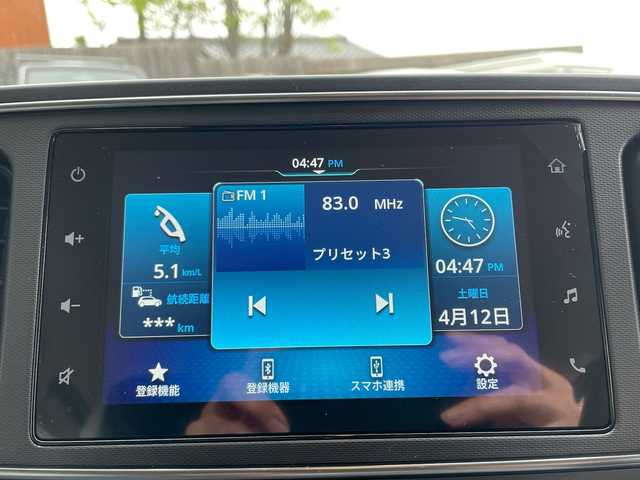 04:47 PM
FM 1
83.0 MHz
プリセット3
平均
5.1 km/L
航続距離
*** km
04:47 PM
土曜日
4月12日
登録機能
登録機器
スマホ連携
設定